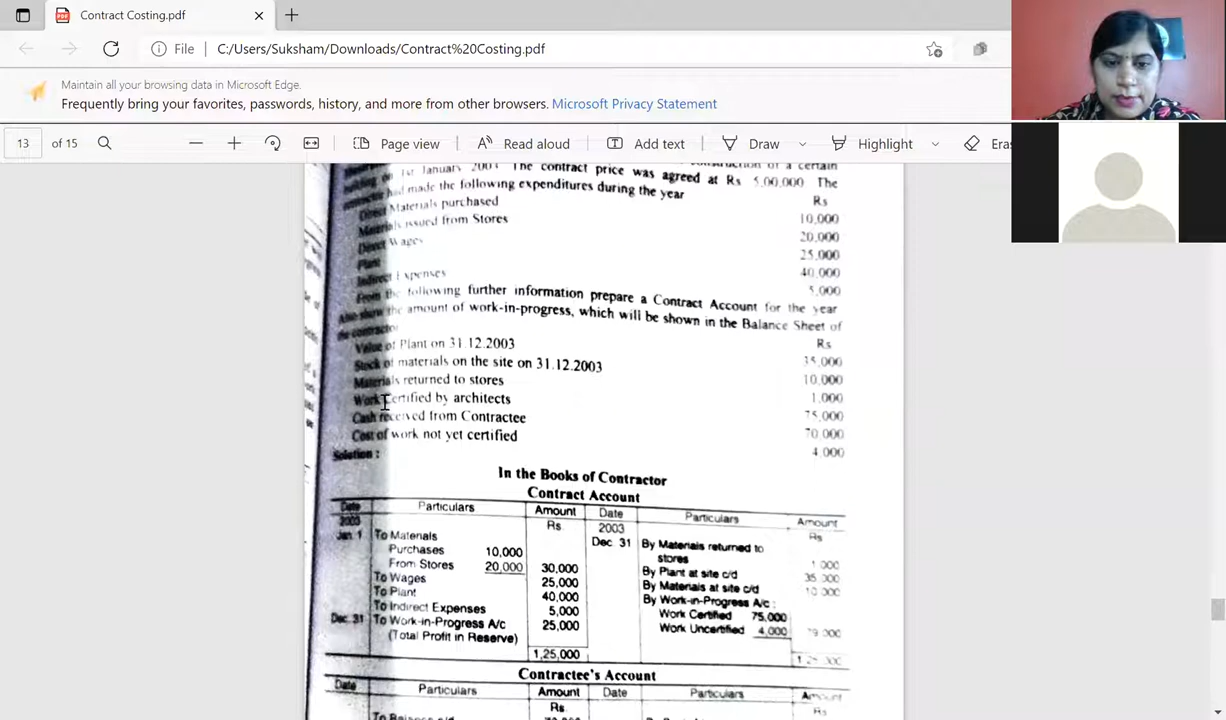 Contract Costing.pdf
File C:/Users/Suksham/Downloads/Contract%20Costing.pdf
Maintain all your browsing data in Microsoft Edge.
Frequently bring your favorites, passwords, history, and more from other browsers. Microsoft Privacy Statement
13 of 15 Page view Read aloud Add text Draw Highlight Eras
on 1st January 2003 The contract price was agreed at Rs 5,00,000 The
had made the following expenditures during the year
Rs
Direct Materials purchased 10,000
Materials issued from Stores 20,000
Direct Wages 25,000
Plant 40,000
Indirect Expenses 5,000
From the following further information prepare a Contract Account for the year
Also show the amount of work-in-progress, which will be shown in the Balance Sheet of
the contractor
Rs
Value of Plant on 31.12.2003 35,000
Stock of materials on the site on 31.12.2003 10,000
Materials returned to stores 1,000
Work certified by architects 75,000
Cash received from Contractee 70,000
Cost of work not yet certified 4,000
Solution :
In the Books of Contractor
Contract Account
Date Particulars Amount Date Particulars Amount
2003 Rs 2003 Rs
Jan. 1 To Materials Dec 31 By Materials returned to
Purchases 10,000 stores 1,000
From Stores 20,000 30,000 By Plant at site c/d 35,000
To Wages 25,000 By Materials at site c/d 10,000
To Plant 40,000 By Work-in-Progress A/c :
To Indirect Expenses 5,000 Work Certified 75,000
Dec. 31 To Work-in-Progress A/c 25,000 Work Uncertified 4,000 79,000
(Total Profit in Reserve)
1,25,000
Contractee's Account
Date Particulars Amount Date Particulars Amount
Rs. Rs